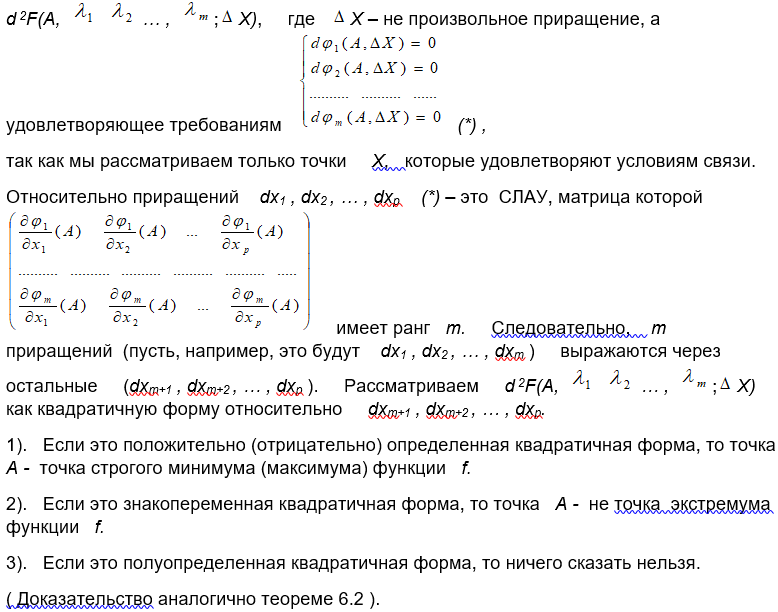 d ²F(A, λ₁ λ₂ … , λₘ ; Δ X), где Δ X – не произвольное приращение, а
удовлетворяющее требованиям { dφ₁(A, ΔX) = 0
dφ₂(A, ΔX) = 0
.......... .......... ......
dφₘ(A, ΔX) = 0 (*) ,
так как мы рассматриваем только точки X, которые удовлетворяют условиям связи.
Относительно приращений dx₁ , dx₂ , … , dxₚ (*) – это СЛАУ, матрица которой
( ∂φ₁/∂x₁ (A) ∂φ₁/∂x₂ (A) ... ∂φ₁/∂xₚ (A)
.......... .......... .......... .......... .......... .....
∂φₘ/∂x₁ (A) ∂φₘ/∂x₂ (A) ... ∂φₘ/∂xₚ (A) ) имеет ранг m. Следовательно, m
приращений (пусть, например, это будут dx₁ , dx₂ , … , dxₘ ) выражаются через
остальные (dxₘ₊₁ , dxₘ₊₂ , … , dxₚ ). Рассматриваем d ²F(A, λ₁ λ₂ … , λₘ ; Δ X)
как квадратичную форму относительно dxₘ₊₁ , dxₘ₊₂ , … , dxₚ.
1). Если это положительно (отрицательно) определенная квадратичная форма, то точка
A - точка строгого минимума (максимума) функции f.
2). Если это знакопеременная квадратичная форма, то точка A - не точка экстремума
функции f.
3). Если это полуопределенная квадратичная форма, то ничего сказать нельзя.
( Доказательство аналогично теореме 6.2 ).